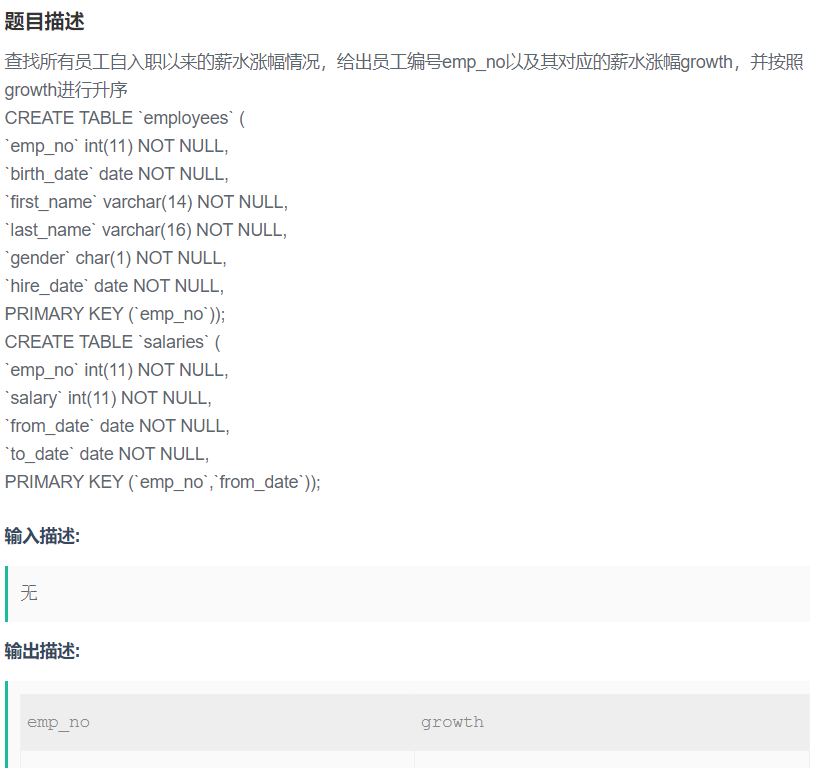 题目描述
查找所有员工自入职以来的薪水涨幅情况，给出员工编号emp_no以及其对应的薪水涨幅growth，并按照
growth进行升序
CREATE TABLE `employees` (
`emp_no` int(11) NOT NULL,
`birth_date` date NOT NULL,
`first_name` varchar(14) NOT NULL,
`last_name` varchar(16) NOT NULL,
`gender` char(1) NOT NULL,
`hire_date` date NOT NULL,
PRIMARY KEY (`emp_no`));
CREATE TABLE `salaries` (
`emp_no` int(11) NOT NULL,
`salary` int(11) NOT NULL,
`from_date` date NOT NULL,
`to_date` date NOT NULL,
PRIMARY KEY (`emp_no`,`from_date`));
输入描述:
无
输出描述:
emp_no growth